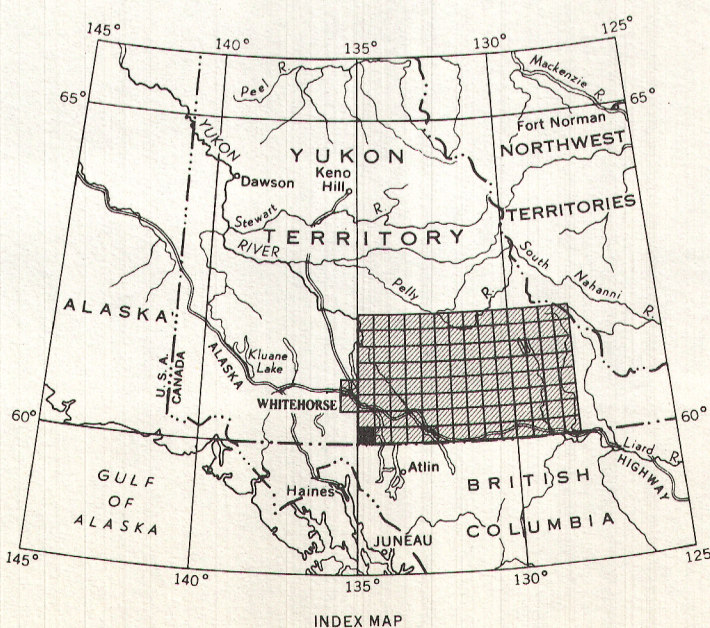 145°
140°
135°
130°
125°
65°
Peel R.
Mackenzie R.
65°
Fort Norman
YUKON
YUKON
NORTHWEST
Keno
Hill
Dawson
TERRITORIES
Stewart R.
TERRITORY
RIVER
South Nahanni R.
Pelly R.
ALASKA
ALASKA
Kluane
Lake
U.S.A.
CANADA
WHITEHORSE
60°
60°
Liard R.
HIGHWAY
Atlin
BRITISH
GULF
OF
ALASKA
Haines
COLUMBIA
JUNEAU
145°
140°
135°
130°
125
INDEX MAP